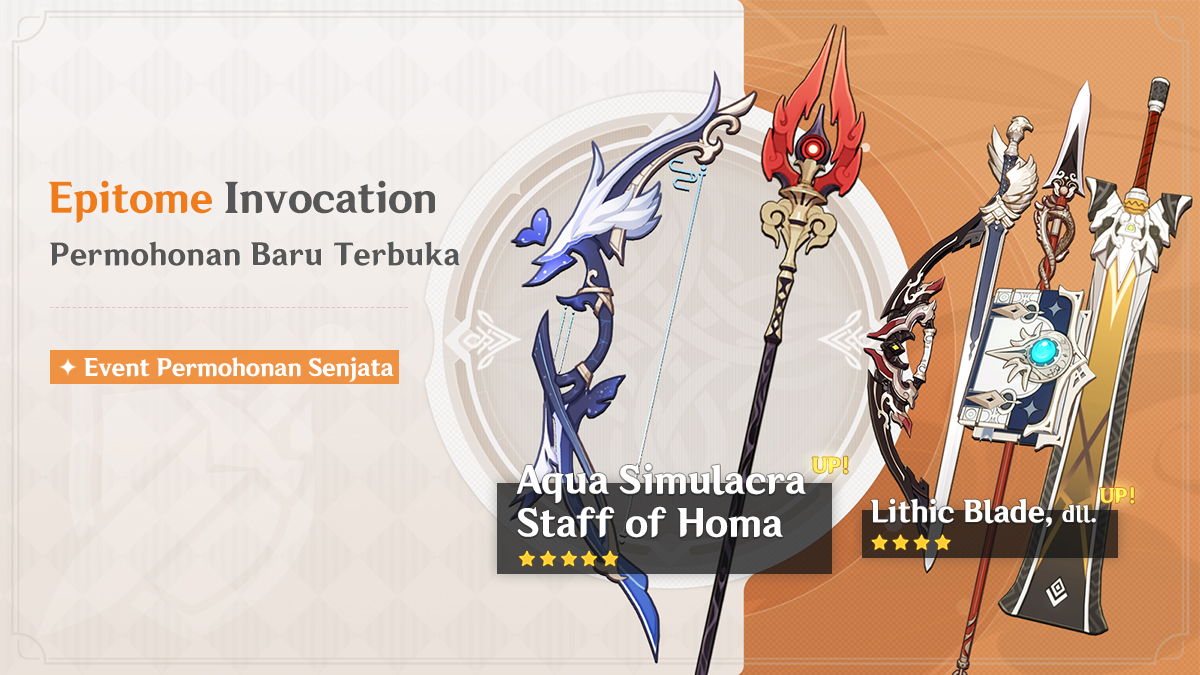 Epitome Invocation
Permohonan Baru Terbuka
✦ Event Permohonan Senjata
Aqua Simulacra UP!
Staff of Homa
Lithic Blade, dll. UP!